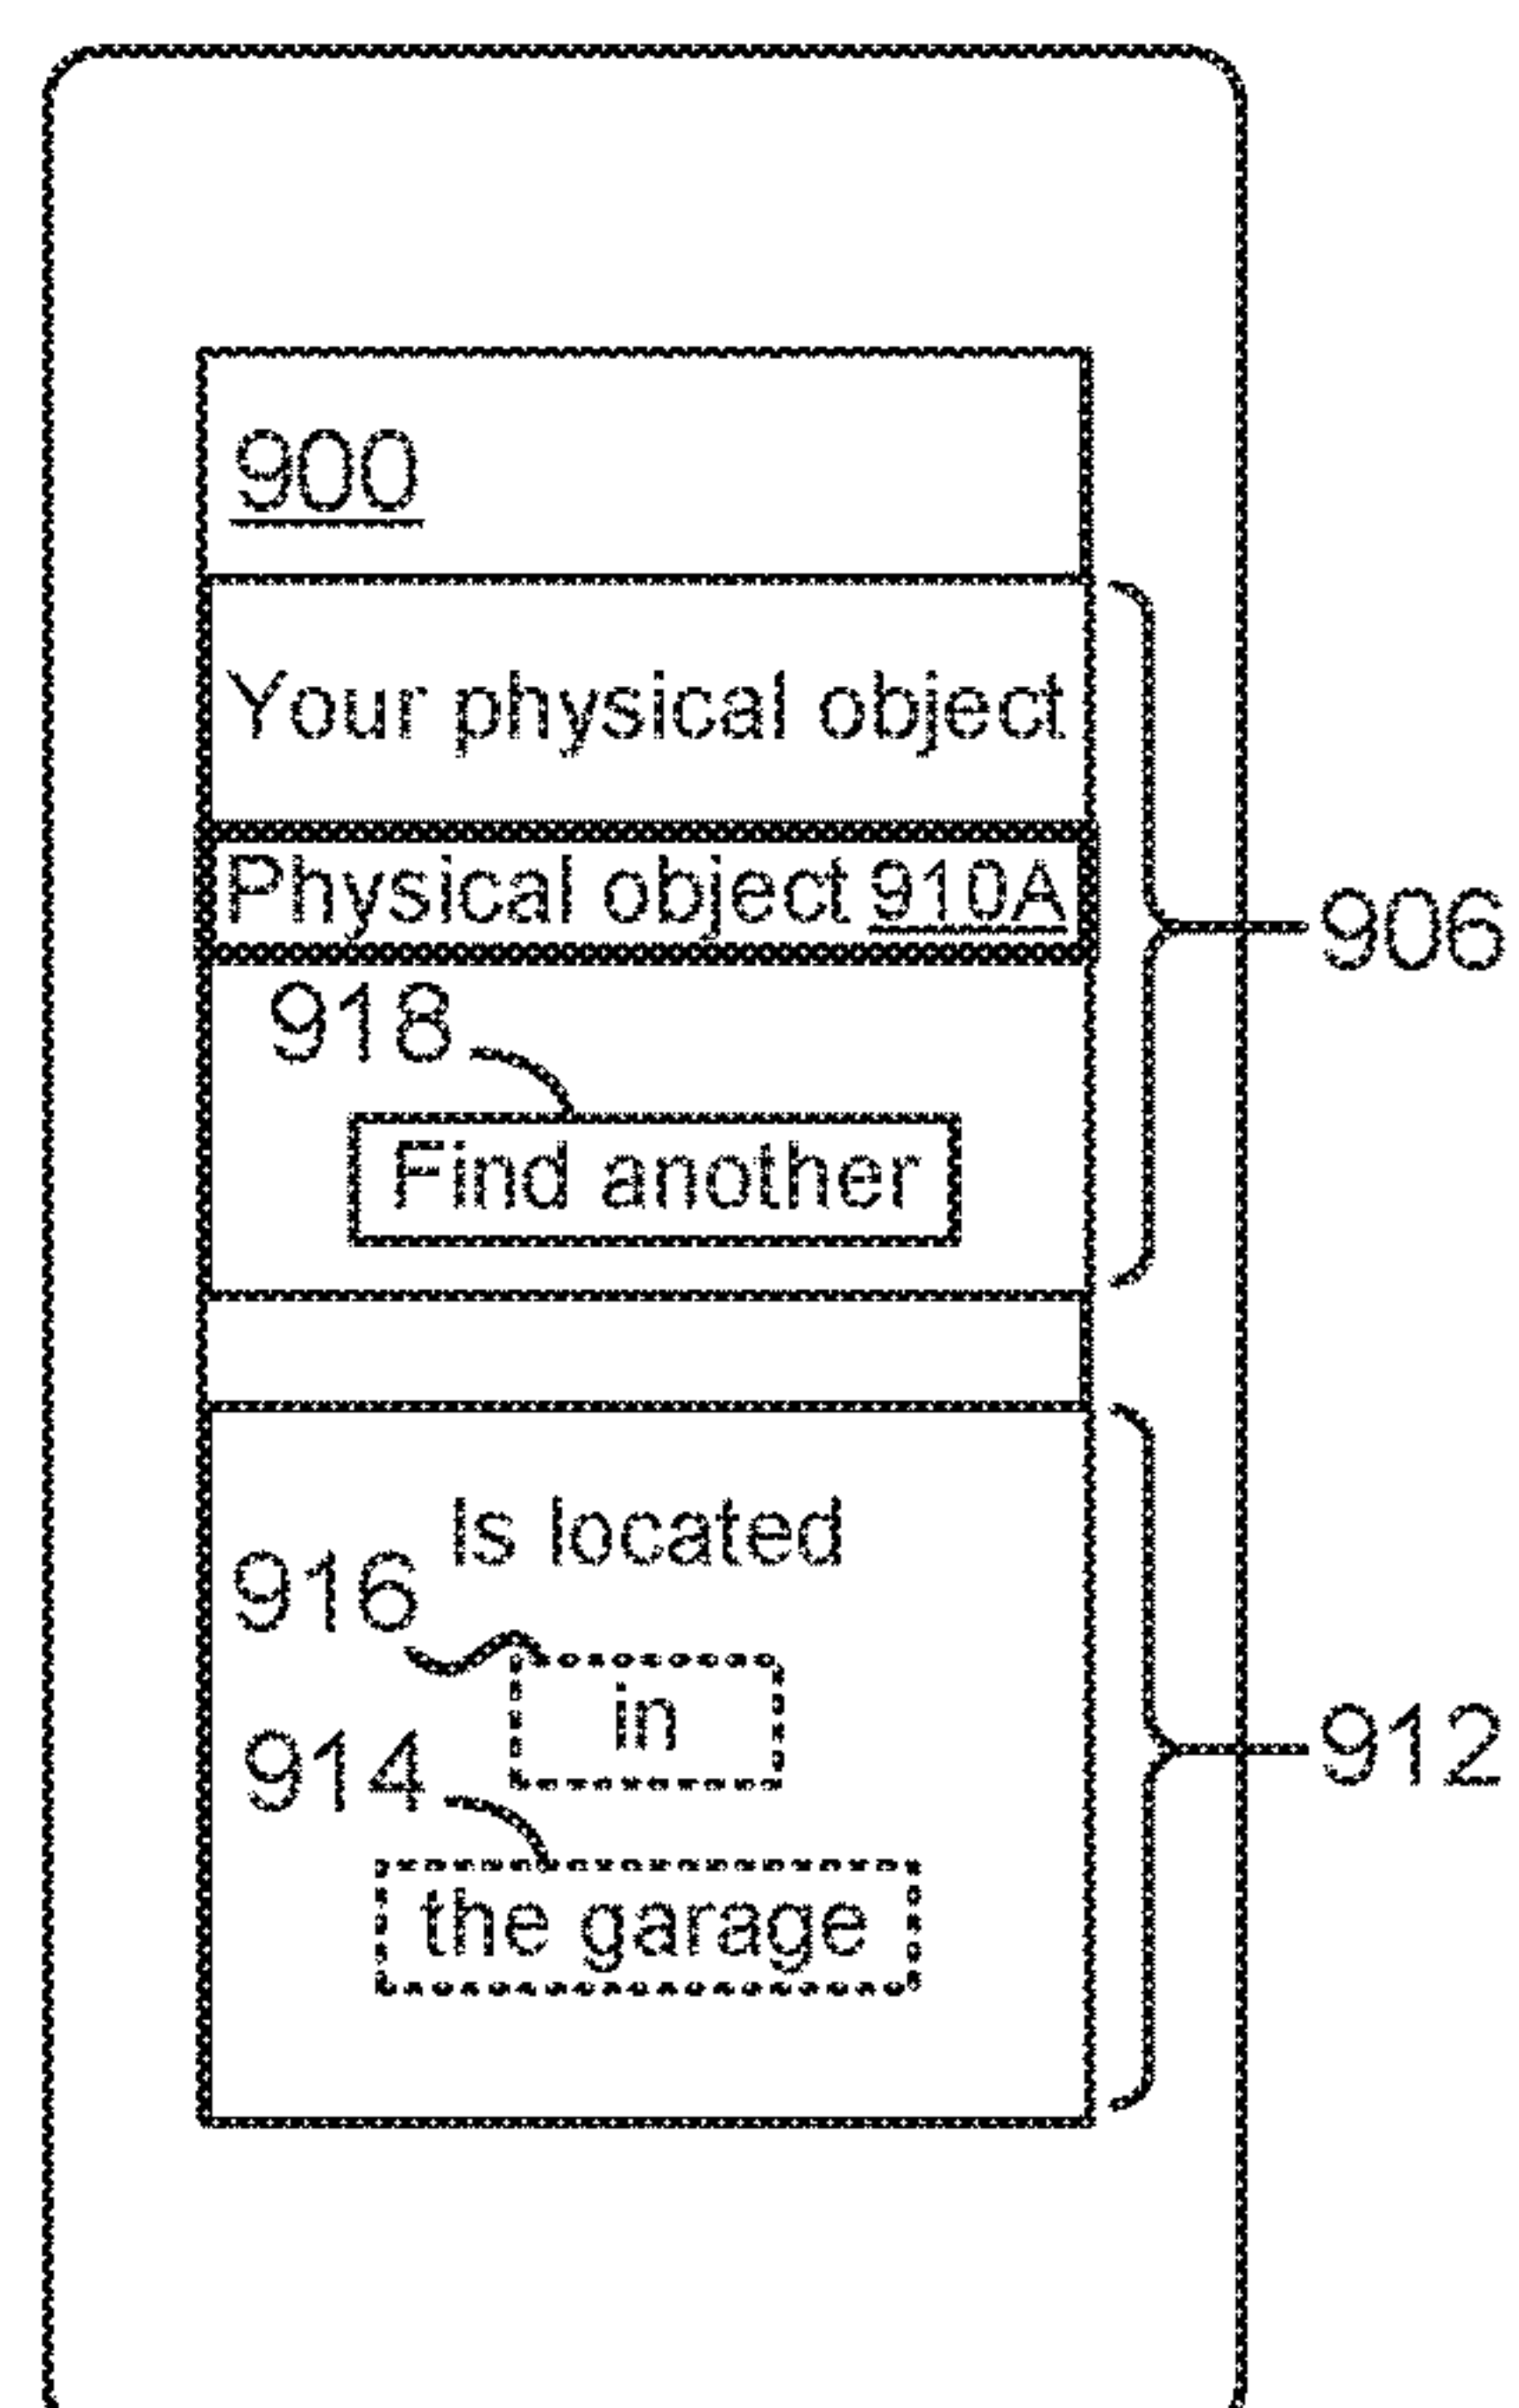 900
Your physical object
Physical object 910A
906
918
Find another
Is located
916
in
912
914
the garage